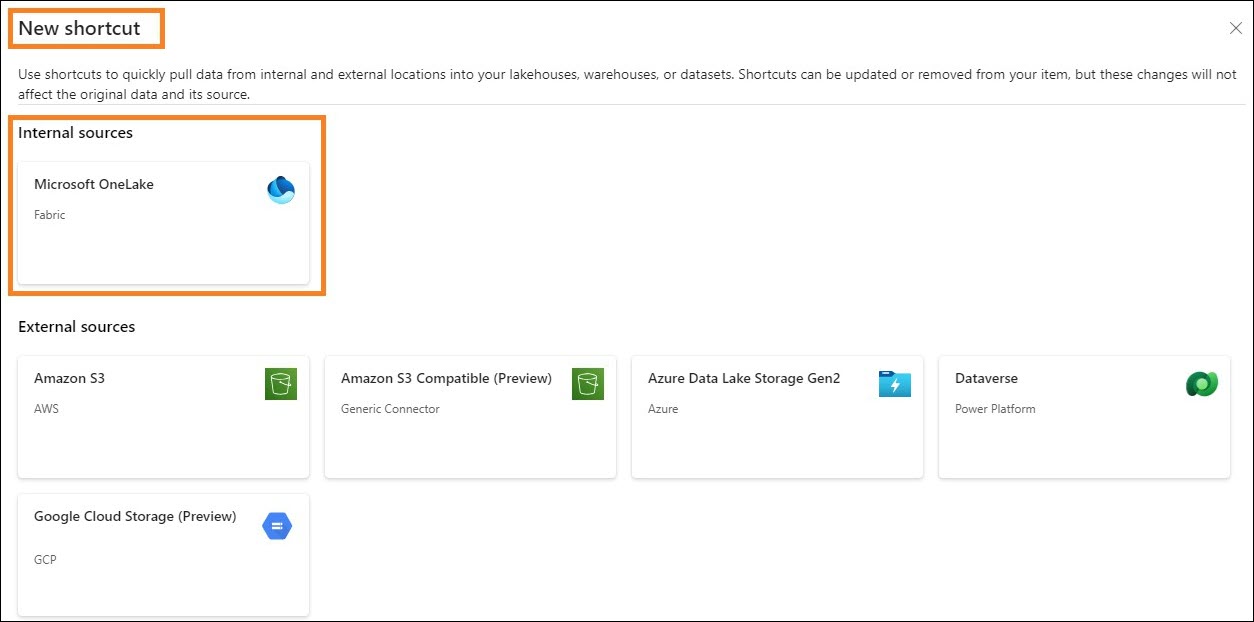 New shortcut
Use shortcuts to quickly pull data from internal and external locations into your lakehouses, warehouses, or datasets. Shortcuts can be updated or removed from your item, but these changes will not
affect the original data and its source.
Internal sources
Microsoft OneLake
Fabric
External sources
Amazon S3
AWS
Amazon S3 Compatible (Preview)
Generic Connector
Azure Data Lake Storage Gen2
Azure
Dataverse
Power Platform
Google Cloud Storage (Preview)
GCP